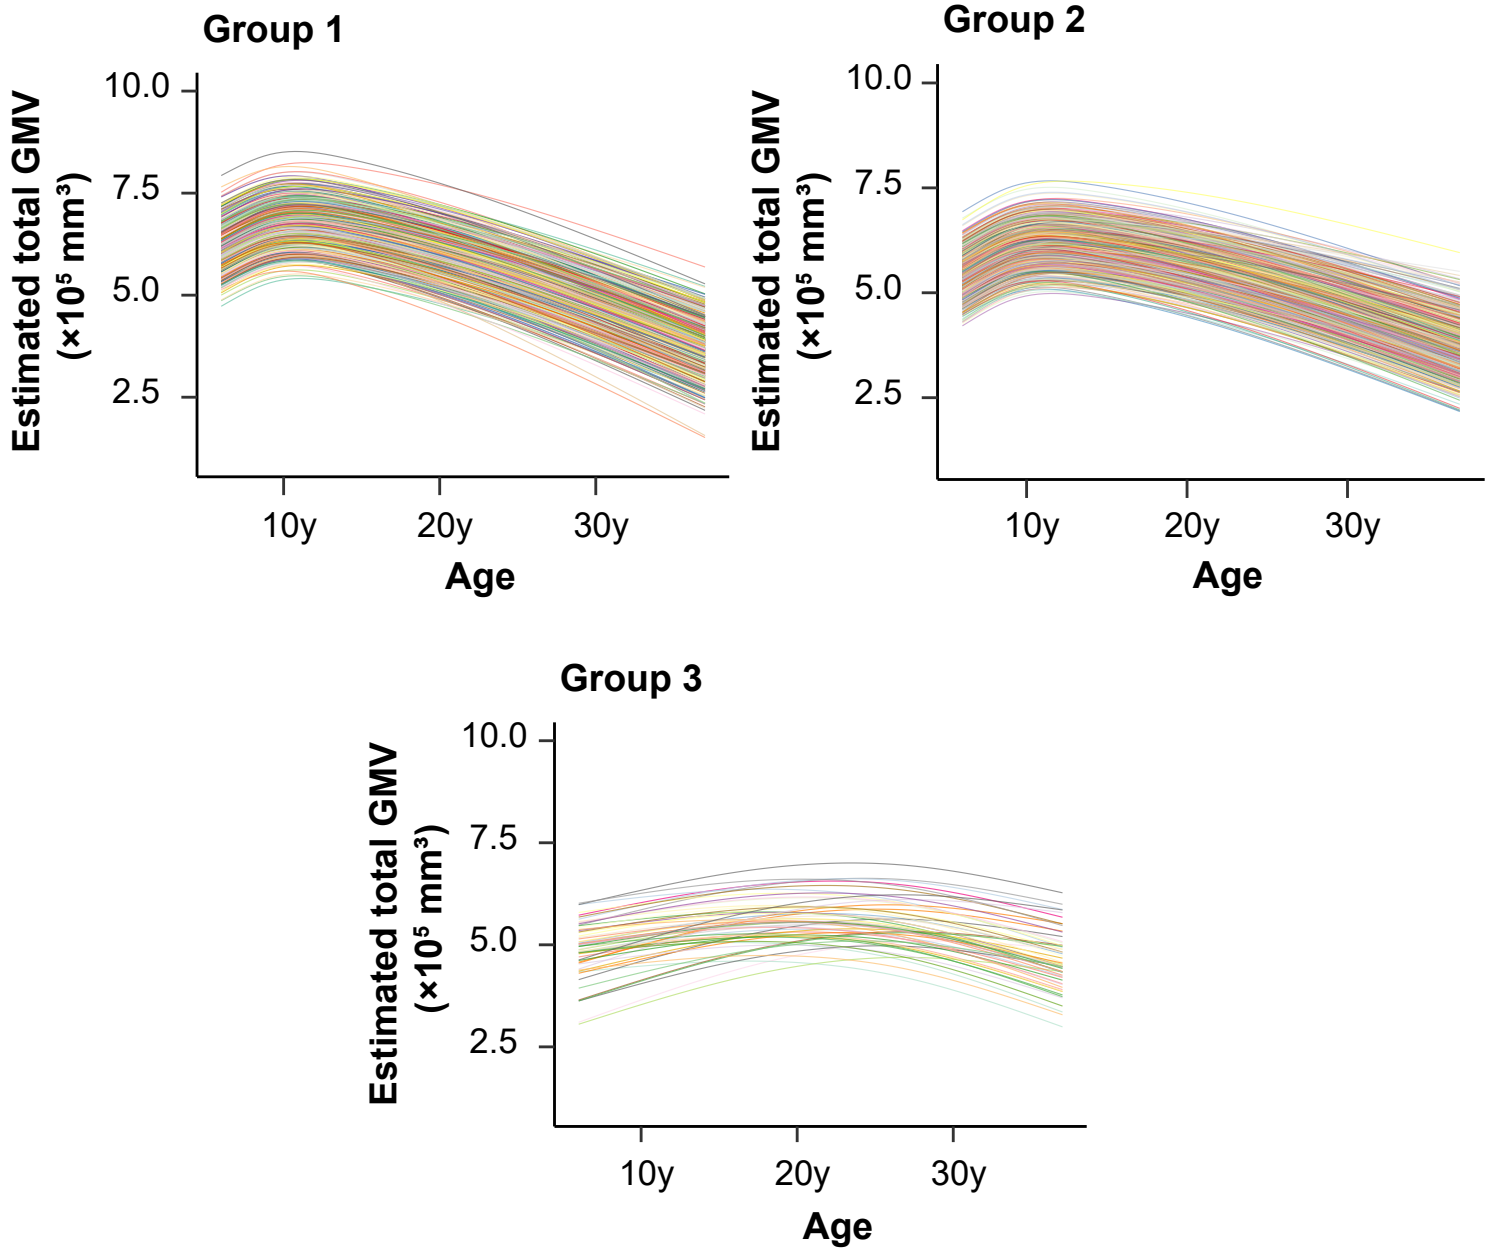 Group 1
Estimated total GMV
(×10⁵ mm³)
10.0
7.5
5.0
2.5
10y 20y 30y
Age
Group 2
Estimated total GMV
(×10⁵ mm³)
10.0
7.5
5.0
2.5
10y 20y 30y
Age
Group 3
Estimated total GMV
(×10⁵ mm³)
10.0
7.5
5.0
2.5
10y 20y 30y
Age